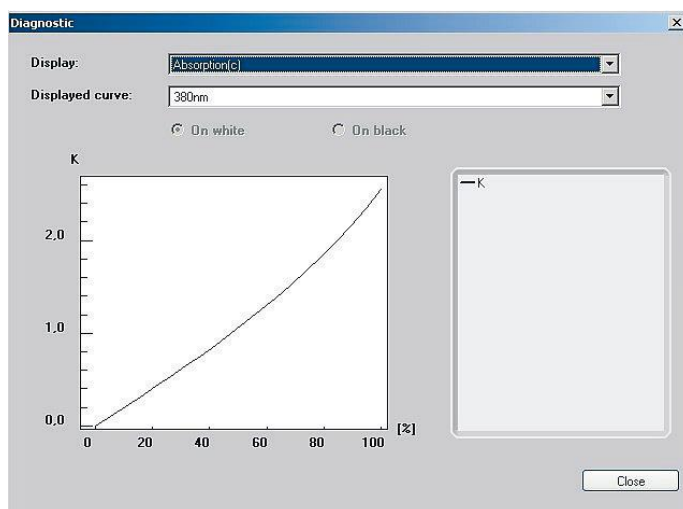 Diagnostic
Display: Absorption(c)
Displayed curve: 380nm
On white On black
K
2,0
1,0
0,0
0 20 40 60 80 100 [%]
K
Close